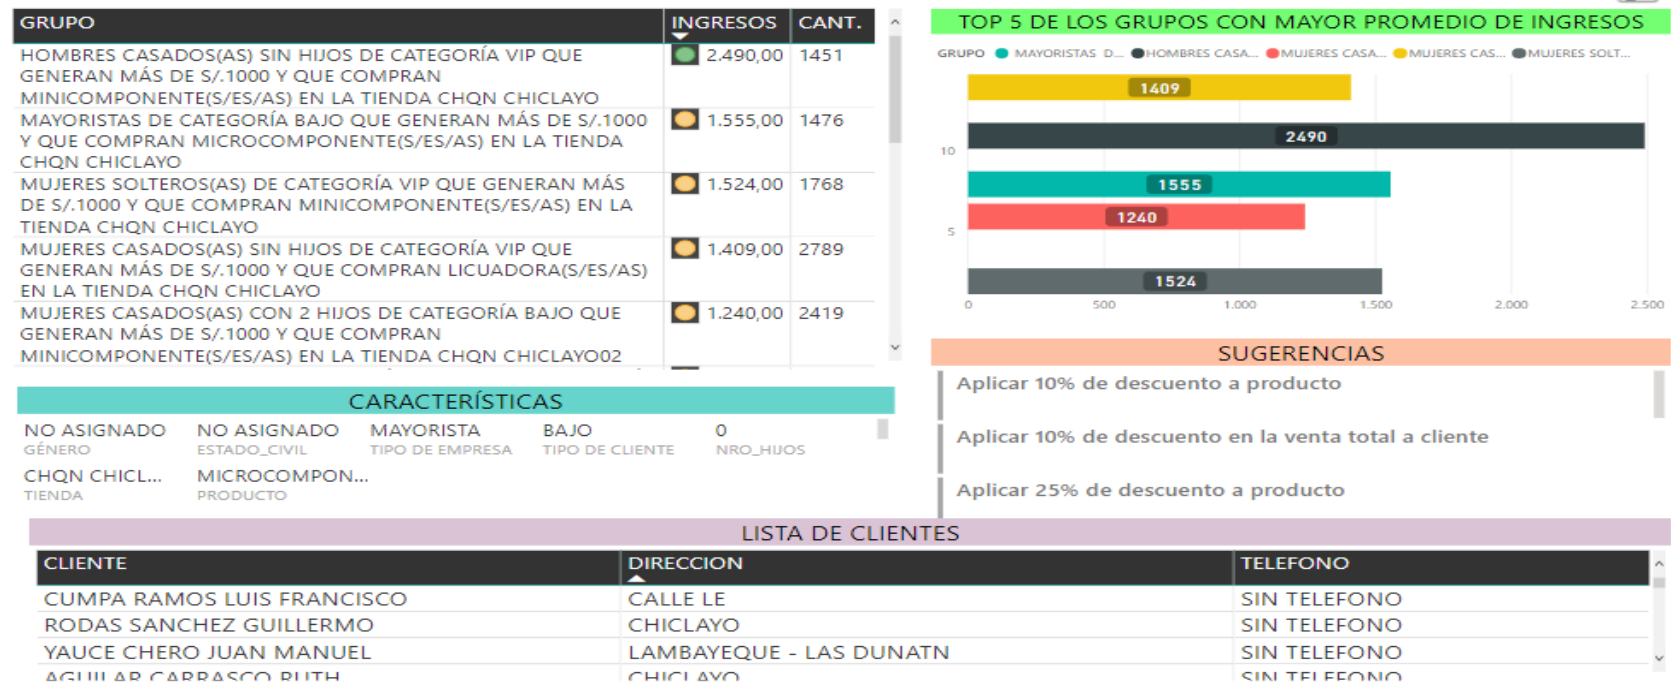 GRUPO INGRESOS CANT.
HOMBRES CASADOS(AS) SIN HIJOS DE CATEGORÍA VIP QUE 2.490,00 1451
GENERAN MÁS DE S/.1000 Y QUE COMPRAN
MINICOMPONENTE(S/ES/AS) EN LA TIENDA CHQN CHICLAYO
MAYORISTAS DE CATEGORÍA BAJO QUE GENERAN MÁS DE S/.1000 1.555,00 1476
Y QUE COMPRAN MICROCOMPONENTE(S/ES/AS) EN LA TIENDA
CHQN CHICLAYO
MUJERES SOLTEROS(AS) DE CATEGORÍA VIP QUE GENERAN MÁS 1.524,00 1768
DE S/.1000 Y QUE COMPRAN MINICOMPONENTE(S/ES/AS) EN LA
TIENDA CHQN CHICLAYO
MUJERES CASADOS(AS) SIN HIJOS DE CATEGORÍA VIP QUE 1.409,00 2789
GENERAN MÁS DE S/.1000 Y QUE COMPRAN LICUADORA(S/ES/AS)
EN LA TIENDA CHQN CHICLAYO
MUJERES CASADOS(AS) CON 2 HIJOS DE CATEGORÍA BAJO QUE 1.240,00 2419
GENERAN MÁS DE S/.1000 Y QUE COMPRAN
MINICOMPONENTE(S/ES/AS) EN LA TIENDA CHQN CHICLAYO02
TOP 5 DE LOS GRUPOS CON MAYOR PROMEDIO DE INGRESOS
GRUPO MAYORISTAS D... HOMBRES CASA... MUJERES CASA... MUJERES CAS... MUJERES SOLT...
1409
2490
10
1555
1240
5
1524
0 500 1.000 1.500 2.000 2.500
CARACTERÍSTICAS
NO ASIGNADO NO ASIGNADO MAYORISTA BAJO 0
GÉNERO ESTADO_CIVIL TIPO DE EMPRESA TIPO DE CLIENTE NRO_HIJOS
CHQN CHICL... MICROCOMPON...
TIENDA PRODUCTO
SUGERENCIAS
Aplicar 10% de descuento a producto
Aplicar 10% de descuento en la venta total a cliente
Aplicar 25% de descuento a producto
LISTA DE CLIENTES
CLIENTE DIRECCION TELEFONO
CUMPA RAMOS LUIS FRANCISCO CALLE LE SIN TELEFONO
RODAS SANCHEZ GUILLERMO CHICLAYO SIN TELEFONO
YAUCE CHERO JUAN MANUEL LAMBAYEQUE - LAS DUNATN SIN TELEFONO
AGUILAR CARRASCO RUTH CHICLAYO SIN TELEFONO